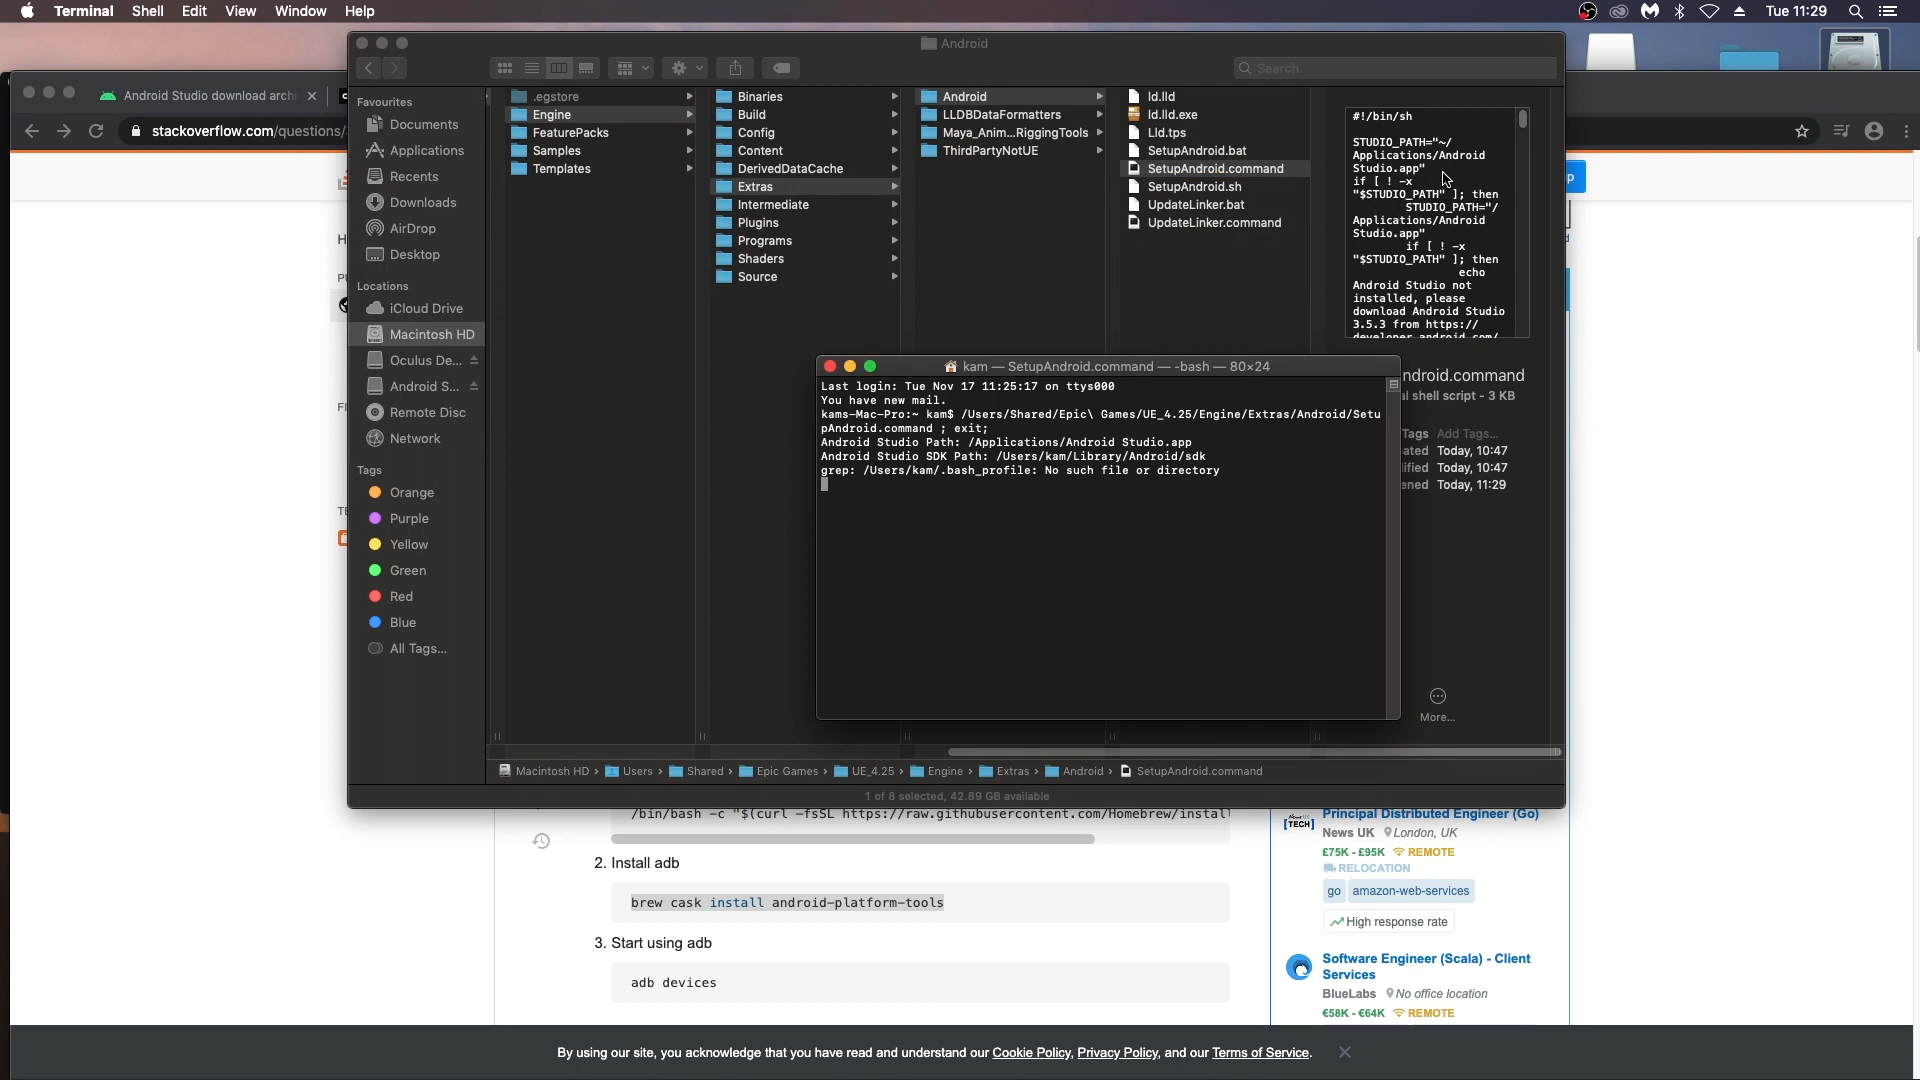 Terminal Shell Edit View Window Help
Tue 11:29
Android
Search
Android Studio download archi
stackoverflow.com/questions/
Favourites
Documents
Applications
Recents
Downloads
AirDrop
Desktop
Locations
iCloud Drive
Macintosh HD
Oculus De...
Android S...
Remote Disc
Network
Tags
Orange
Purple
Yellow
Green
Red
Blue
All Tags...
.egstore
Engine
FeaturePacks
Samples
Templates
Binaries
Build
Config
Content
DerivedDataCache
Extras
Intermediate
Plugins
Programs
Shaders
Source
Android
LLDBDataFormatters
Maya_Anim...RiggingTools
ThirdPartyNotUE
ld.lld
ld.lld.exe
Lld.tps
SetupAndroid.bat
SetupAndroid.command
SetupAndroid.sh
UpdateLinker.bat
UpdateLinker.command
#!/bin/sh
STUDIO_PATH="~/
Applications/Android
Studio.app"
if [ ! -x
"$STUDIO_PATH" ]; then
STUDIO_PATH="/
Applications/Android
Studio.app"
if [ ! -x
"$STUDIO_PATH" ]; then
echo
Android Studio not
installed, please
download Android Studio
3.5.3 from https://
developer.android.com/
ndroid.command
al shell script - 3 KB
Tags Add Tags...
ated Today, 10:47
ified Today, 10:47
ened Today, 11:29
More...
kam — SetupAndroid.command — -bash — 80×24
Last login: Tue Nov 17 11:25:17 on ttys000
You have new mail.
kams-Mac-Pro:~ kam$ /Users/Shared/Epic\ Games/UE_4.25/Engine/Extras/Android/Setu
pAndroid.command ; exit;
Android Studio Path: /Applications/Android Studio.app
Android Studio SDK Path: /Users/kam/Library/Android/sdk
grep: /Users/kam/.bash_profile: No such file or directory
Macintosh HD › Users › Shared › Epic Games › UE_4.25 › Engine › Extras › Android › SetupAndroid.command
1 of 8 selected, 42.89 GB available
/bin/bash -c "$(curl -fsSL https://raw.githubusercontent.com/Homebrew/install
2. Install adb
brew cask install android-platform-tools
3. Start using adb
adb devices
TECH
Principal Distributed Engineer (Go)
News UK London, UK
£75K - £95K REMOTE
RELOCATION
go amazon-web-services
High response rate
Software Engineer (Scala) - Client
Services
BlueLabs No office location
€58K - €64K REMOTE
By using our site, you acknowledge that you have read and understand our Cookie Policy, Privacy Policy, and our Terms of Service.